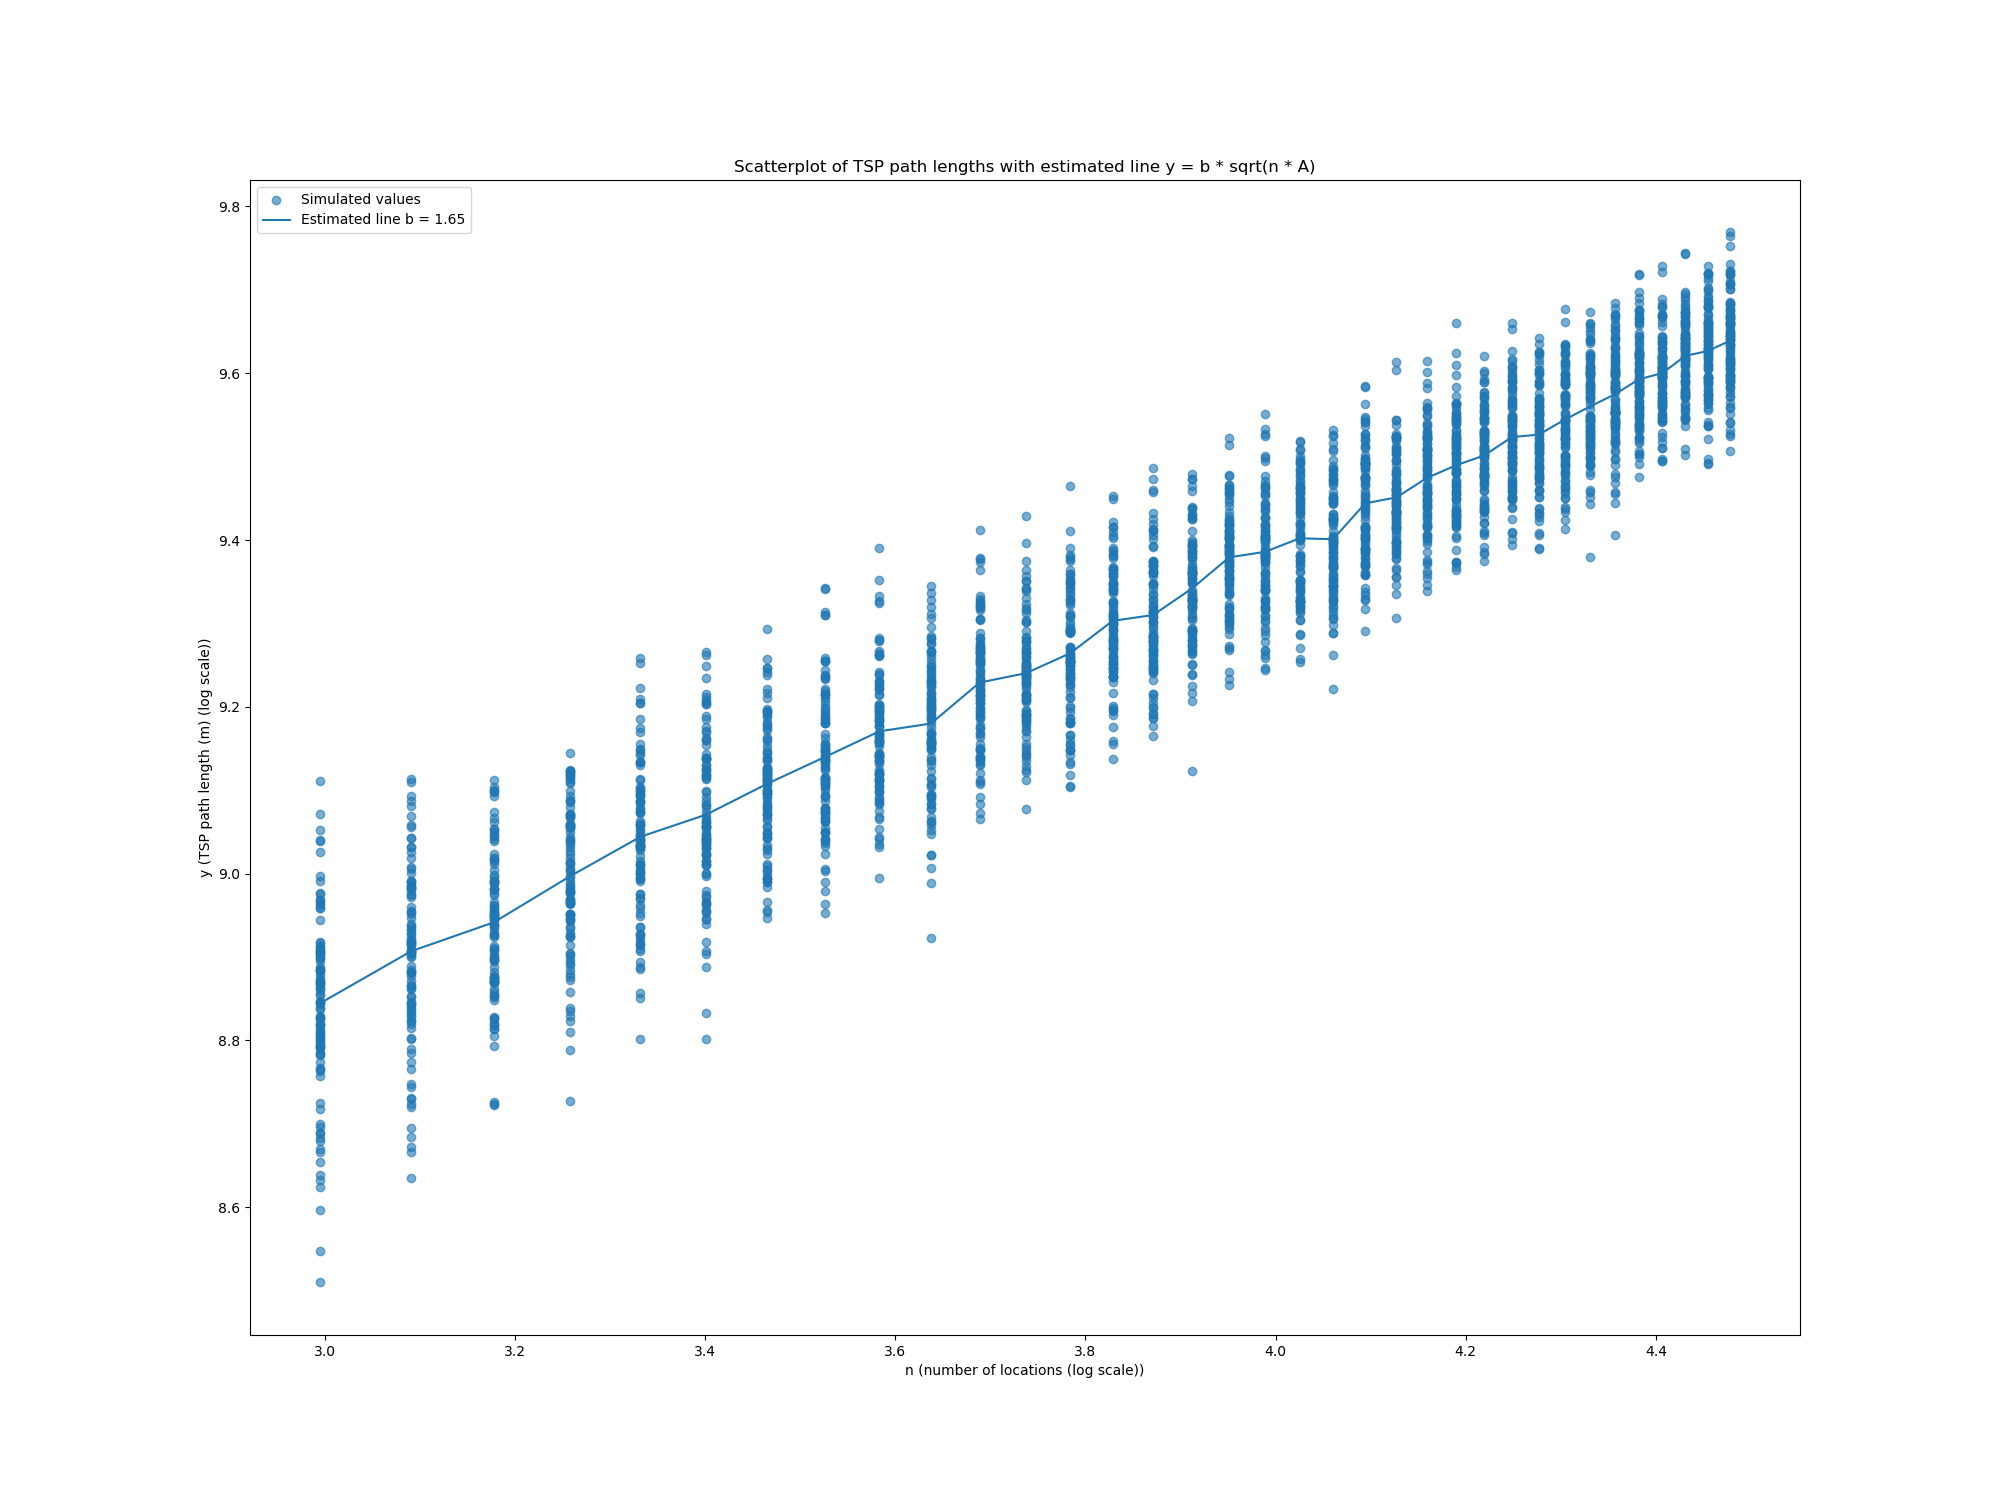 Scatterplot of TSP path lengths with estimated line y = b * sqrt(n * A)
Simulated values
Estimated line b = 1.65
9.8
9.6
9.4
9.2
9.0
8.8
8.6
y (TSP path length (m) (log scale))
3.0 3.2 3.4 3.6 3.8 4.0 4.2 4.4
n (number of locations (log scale))